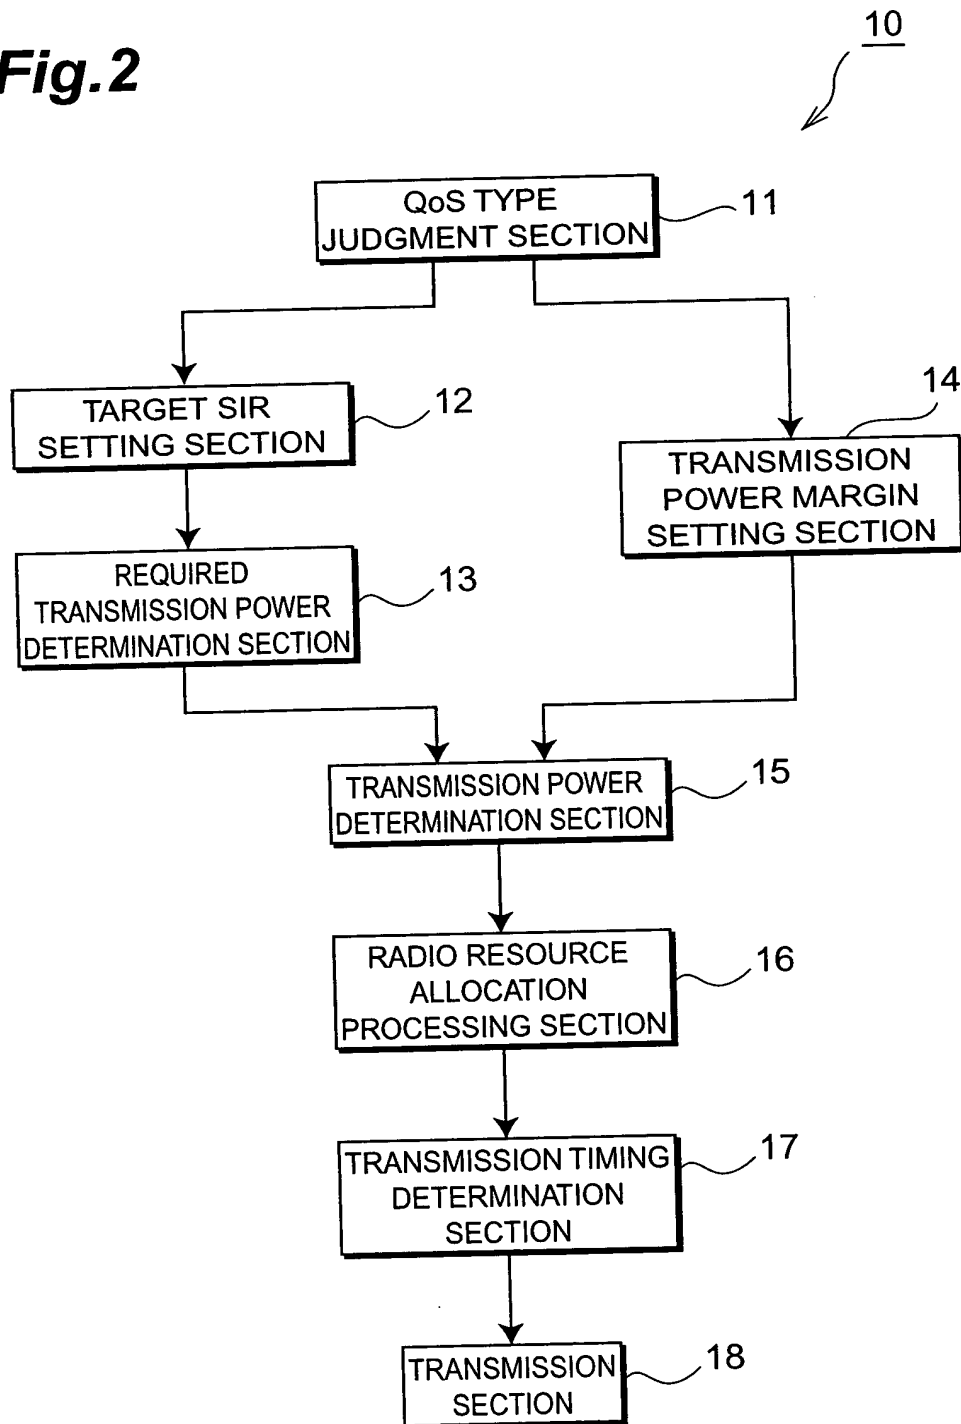 10
Fig.2
QoS TYPE
JUDGMENT SECTION
11
TARGET SIR
SETTING SECTION
12
14
TRANSMISSION
POWER MARGIN
SETTING SECTION
REQUIRED
TRANSMISSION POWER
DETERMINATION SECTION
13
TRANSMISSION POWER
DETERMINATION SECTION
15
RADIO RESOURCE
ALLOCATION
PROCESSING SECTION
16
TRANSMISSION TIMING
DETERMINATION
SECTION
17
TRANSMISSION
SECTION
18